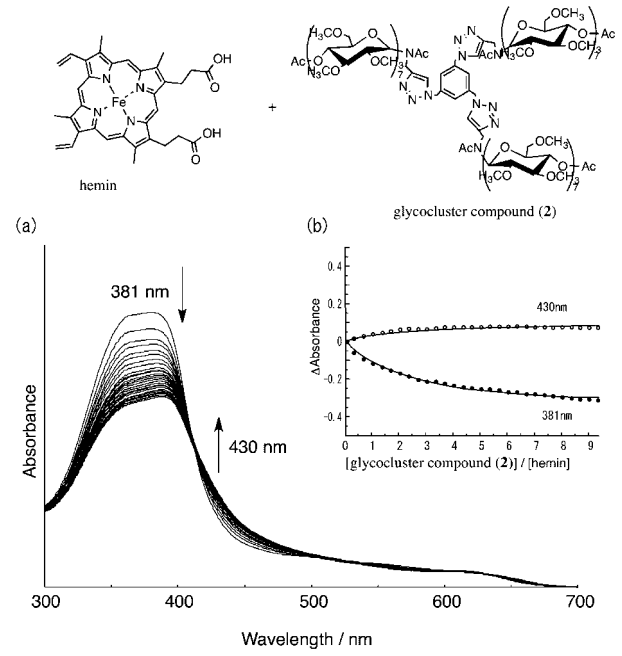 OH
O
N
N
Fe
N
N
OH
O
hemin
+
OCH3
O
NAc
Ac
O
H3CO
OCH3
7
N=N
N
AcN
OCH3
O
O
Ac
H3CO
OCH3
7
N
N=N
N
N=N
AcN
OCH3
O
O
Ac
H3CO
OCH3
7
glycocluster compound (2)
(a)
381 nm
430 nm
Absorbance
300 400 500 600 700
Wavelength / nm
(b)
ΔAbsorbance
0.4
0.2
0
-0.2
-0.4
430nm
381nm
0 1 2 3 4 5 6 7 8 9
[glycocluster compound (2)] / [hemin]